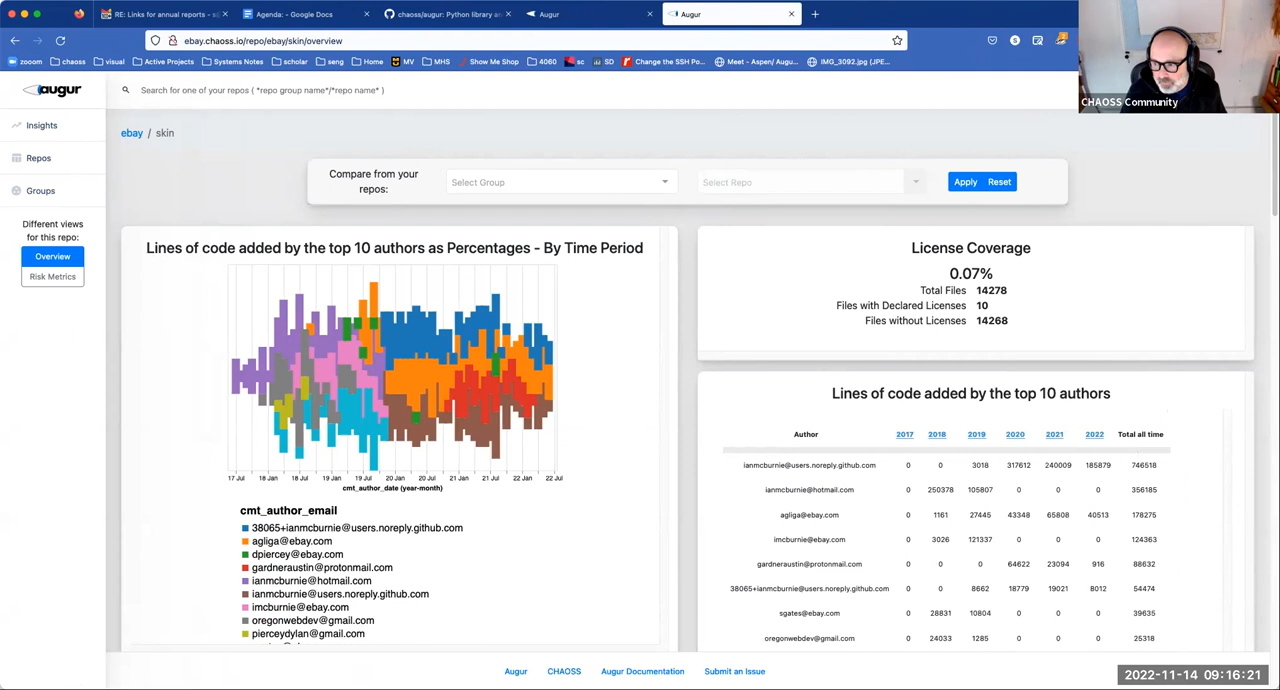 RE: Links for annual reports - s
Agenda: - Google Docs
chaoss/augur: Python library an
Augur
Augur
ebay.chaoss.io/repo/ebay/skin/overview
zooom chaoss visual Active Projects Systems Notes scholar seng Home MV MHS Show Me Shop 4060 sc SD Change the SSH Po... Meet - Aspen/ Augu... IMG_3092.jpg (JPE...
CHAOSS Community
augur
Search for one of your repos ( *repo group name*/*repo name* )
Insights
Repos
Groups
Different views
for this repo:
Overview
Risk Metrics
ebay / skin
Compare from your
repos:
Select Group
Select Repo
Apply Reset
Lines of code added by the top 10 authors as Percentages - By Time Period
17 Jul 18 Jan 18 Jul 19 Jan 19 Jul 20 Jan 20 Jul 21 Jan 21 Jul 22 Jan 22 Jul
cmt_author_date (year-month)
cmt_author_email
38065+ianmcburnie@users.noreply.github.com
agliga@ebay.com
dpiercey@ebay.com
gardneraustin@protonmail.com
ianmcburnie@hotmail.com
ianmcburnie@users.noreply.github.com
imcburnie@ebay.com
oregonwebdev@gmail.com
pierceydylan@gmail.com
License Coverage
0.07%
Total Files 14278
Files with Declared Licenses 10
Files without Licenses 14268
Lines of code added by the top 10 authors
Author 2017 2018 2019 2020 2021 2022 Total all time
ianmcburnie@users.noreply.github.com 0 0 3018 317612 240009 185879 746518
ianmcburnie@hotmail.com 0 250378 105807 0 0 0 356185
agliga@ebay.com 0 1161 27445 43348 65808 40513 178275
imcburnie@ebay.com 0 3026 121337 0 0 0 124363
gardneraustin@protonmail.com 0 0 0 64622 23094 916 88632
38065+ianmcburnie@users.noreply.github.com 0 0 8662 18779 19021 8012 54474
sgates@ebay.com 0 28831 10804 0 0 0 39635
oregonwebdev@gmail.com 0 24033 1285 0 0 0 25318
Augur CHAOSS Augur Documentation Submit an Issue
2022-11-14 09:16:21